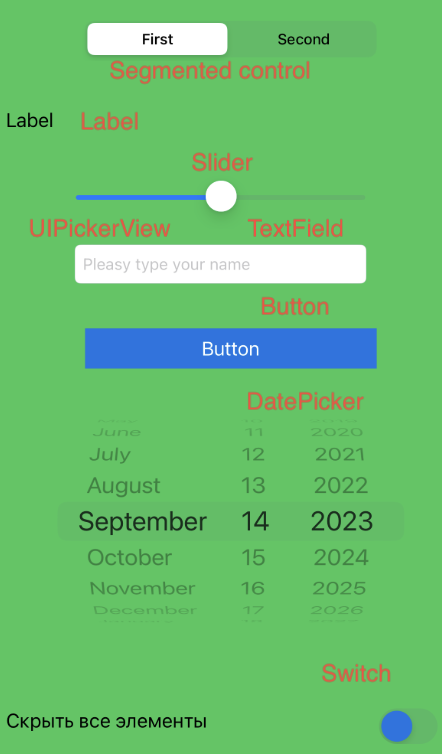 First Second
Segmented control
Label Label
Slider
UIPickerView TextField
Pleasy type your name
Button
Button
DatePicker
June 11 2020
July 12 2021
August 13 2022
September 14 2023
October 15 2024
November 16 2025
December 17 2026
Switch
Скрыть все элементы